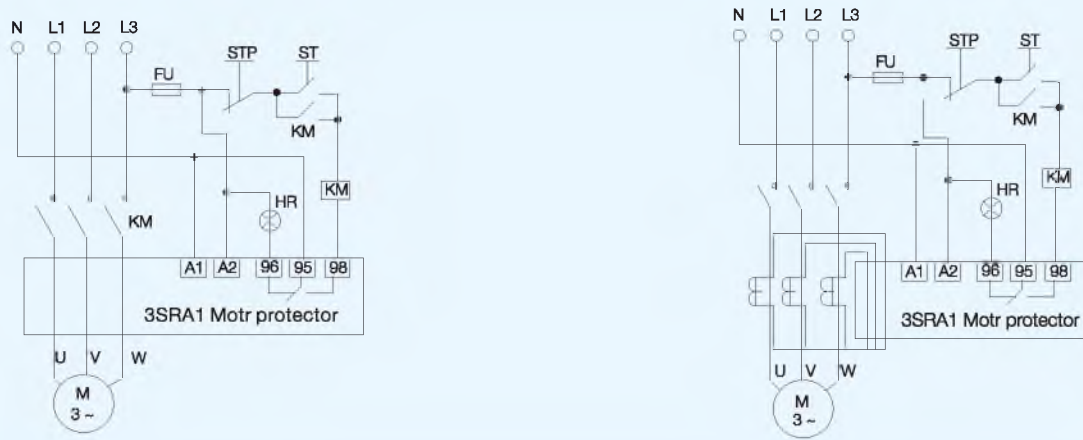 N L1 L2 L3
STP ST
FU
KM
KM
HR
KM
A1 A2 96 95 98
3SRA1 Motr protector
U V W
M
3 ~
N L1 L2 L3
STP ST
FU
KM
KM
HR
A1 A2 96 95 98
3SRA1 Motr protector
U V W
M
3 ~